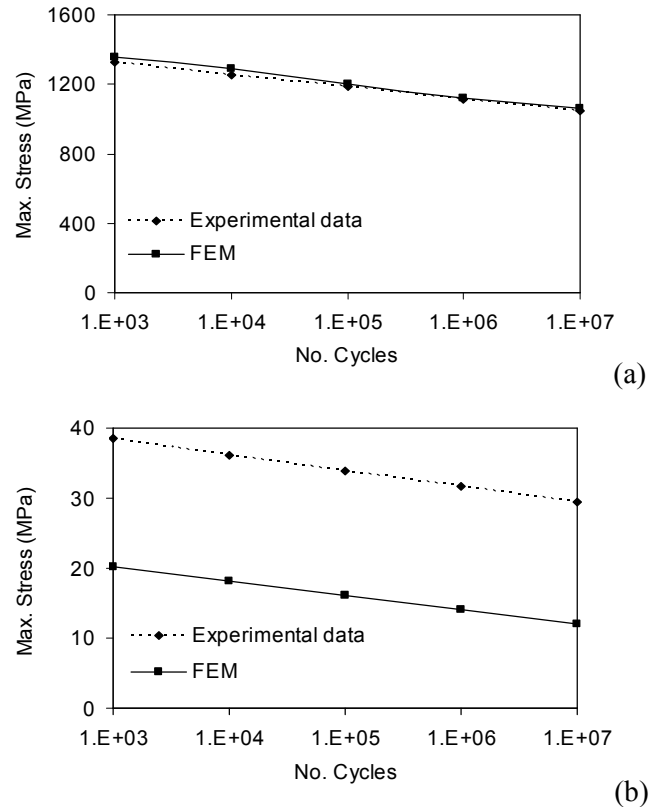 1600
1200
800
400
0
Max. Stress (MPa)
Experimental data
FEM
1.E+03 1.E+04 1.E+05 1.E+06 1.E+07
No. Cycles
(a)
40
30
20
10
0
Max. Stress (MPa)
Experimental data
FEM
1.E+03 1.E+04 1.E+05 1.E+06 1.E+07
No. Cycles
(b)